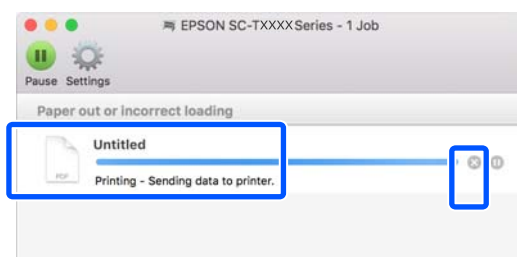 EPSON SC-TXXXX Series - 1 Job
Pause Settings
Paper out or incorrect loading
Untitled
PDF
Printing - Sending data to printer.